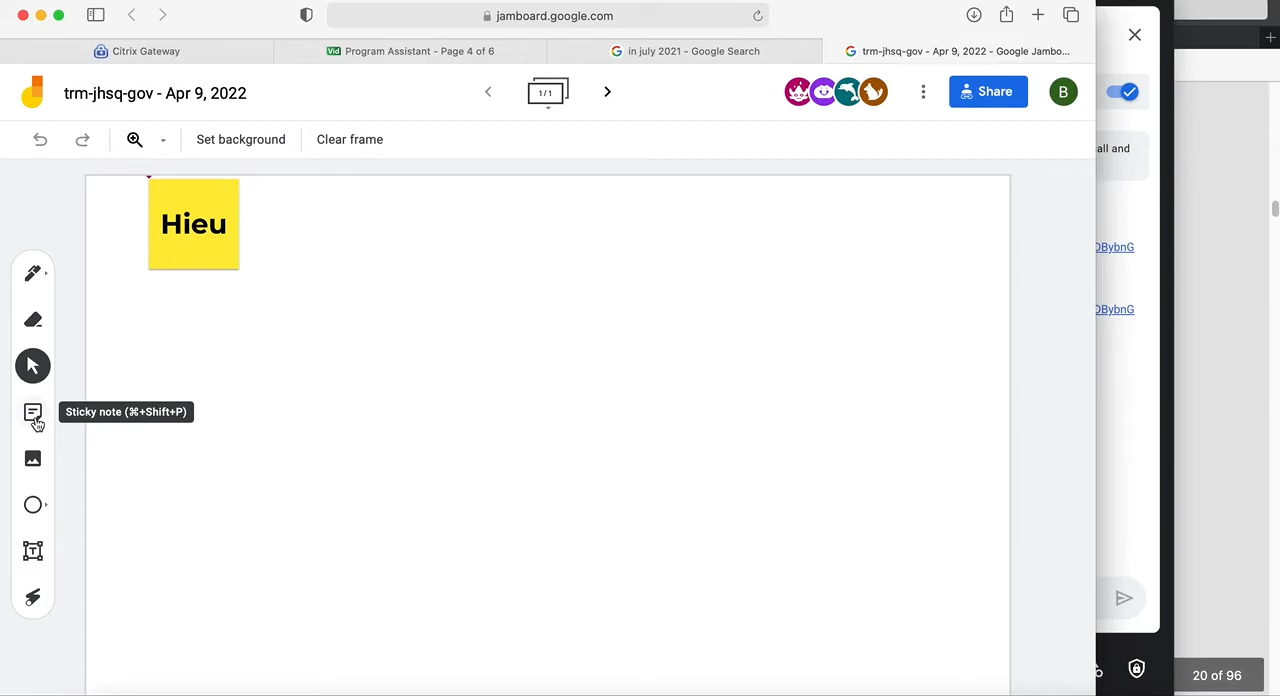 jamboard.google.com
Citrix Gateway
Vid Program Assistant - Page 4 of 6
G in july 2021 - Google Search
G trm-jhsq-gov - Apr 9, 2022 - Google Jambo...
trm-jhsq-gov - Apr 9, 2022
1/1
Share
B
Set background
Clear frame
all and
Hieu
DBybnG
DBybnG
Sticky note (⌘+Shift+P)
T
20 of 96